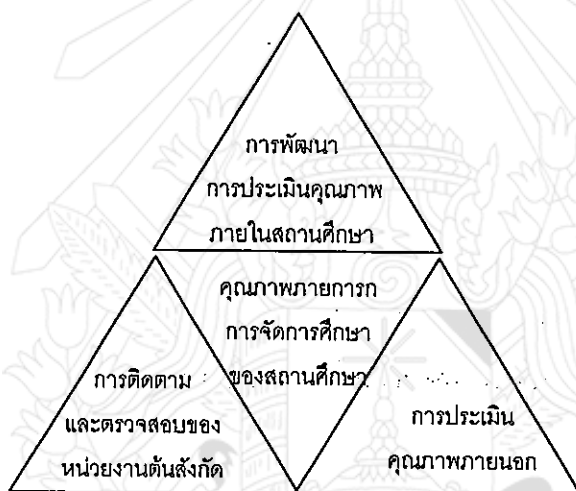 การพัฒนา
การประเมินคุณภาพ
ภายในสถานศึกษา
คุณภาพภายการก
การจัดการศึกษา
ของสถานศึกษา
การติดตาม
และตรวจสอบของ
หน่วยงานต้นสังกัด
การประเมิน
คุณภาพภายนอก